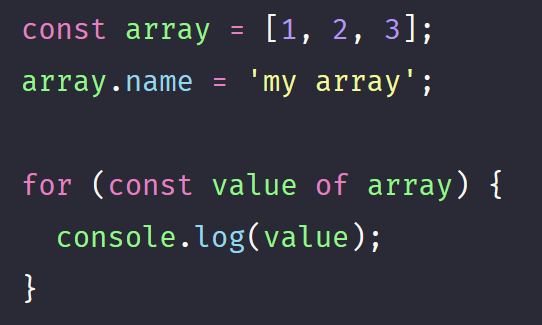 const array = [1, 2, 3];
array.name = 'my array';
for (const value of array) {
  console.log(value);
}